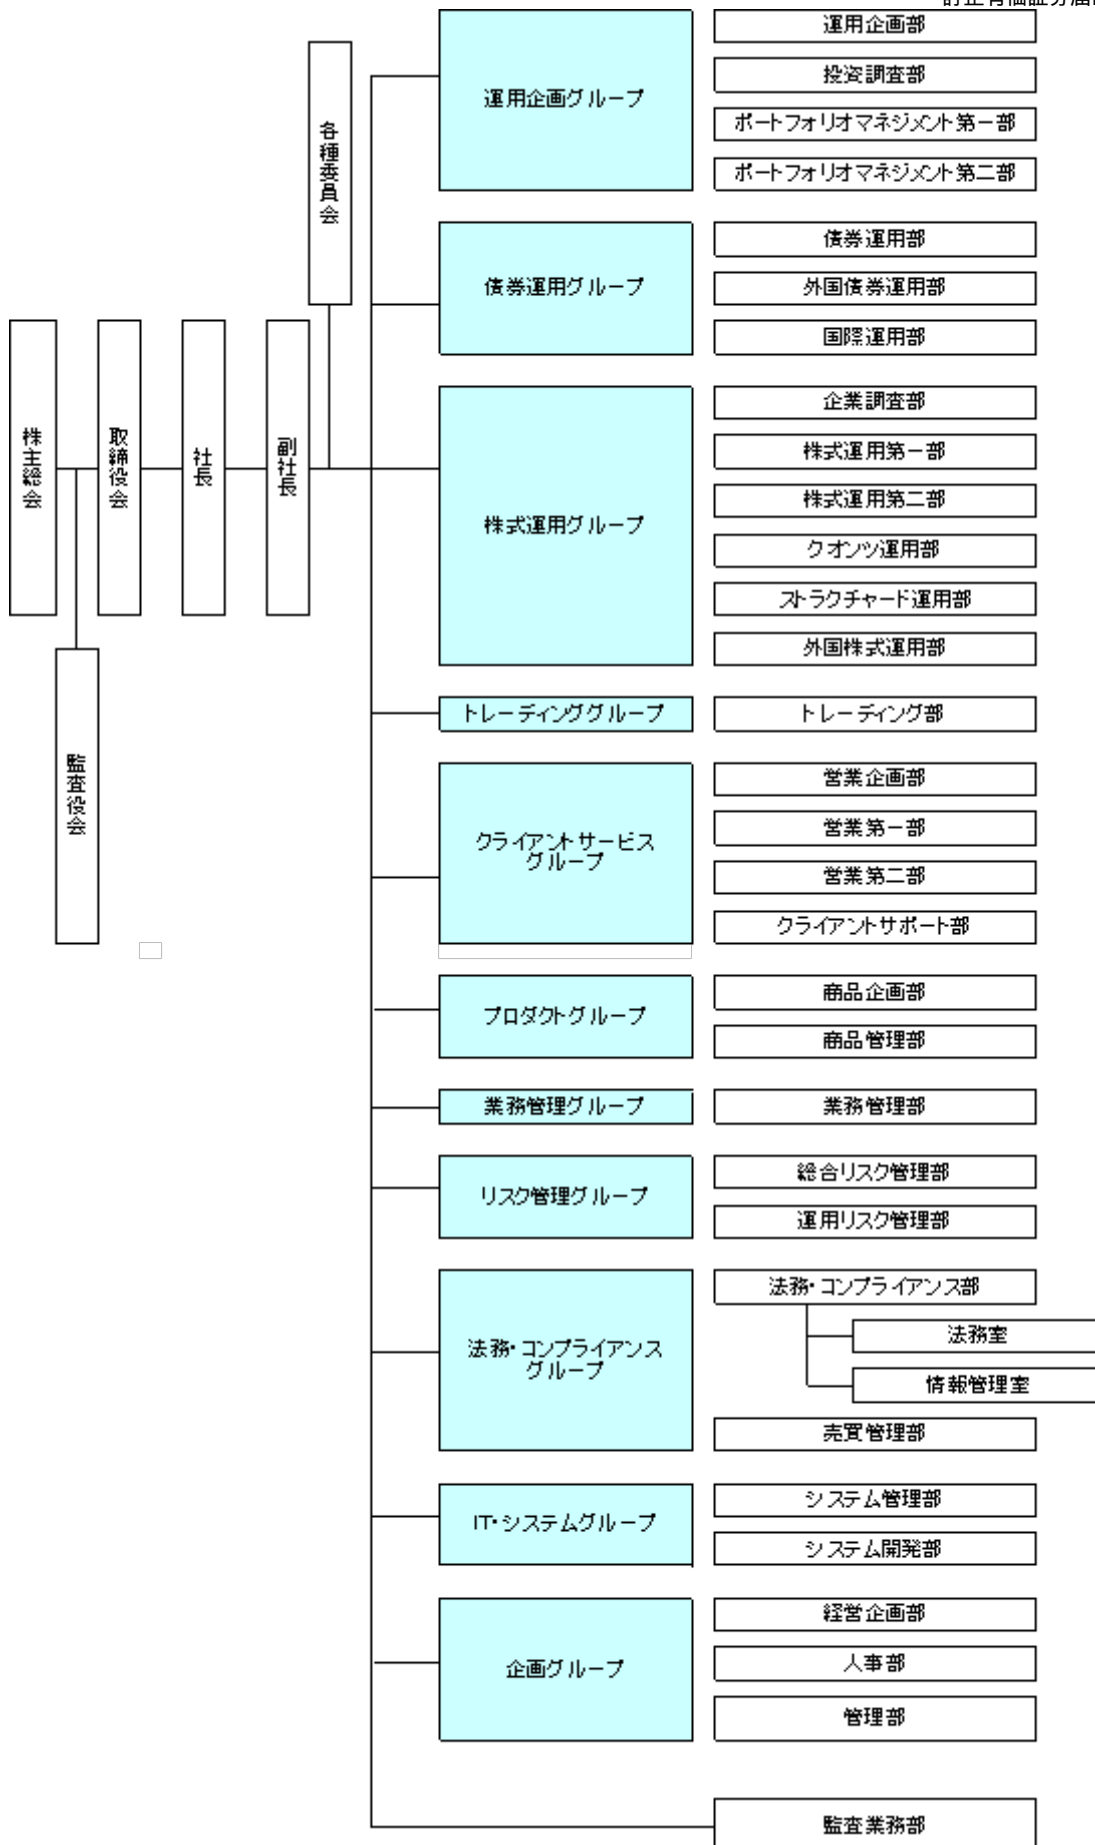 株主総会
監査役会
取締役会
社長
副社長
各種委員会
運用企画グループ
運用企画部
投資調査部
ポートフォリオマネジメント第一部
ポートフォリオマネジメント第二部
債券運用グループ
債券運用部
外国債券運用部
国際運用部
株式運用グループ
企業調査部
株式運用第一部
株式運用第二部
クオンツ運用部
ストラクチャード運用部
外国株式運用部
トレーディンググループ
トレーディング部
クライアントサービス
グループ
営業企画部
営業第一部
営業第二部
クライアントサポート部
プロダクトグループ
商品企画部
商品管理部
業務管理グループ
業務管理部
リスク管理グループ
総合リスク管理部
運用リスク管理部
法務・コンプライアンス
グループ
法務・コンプライアンス部
法務室
情報管理室
売買管理部
IT・システムグループ
システム管理部
システム開発部
企画グループ
経営企画部
人事部
管理部
監査業務部